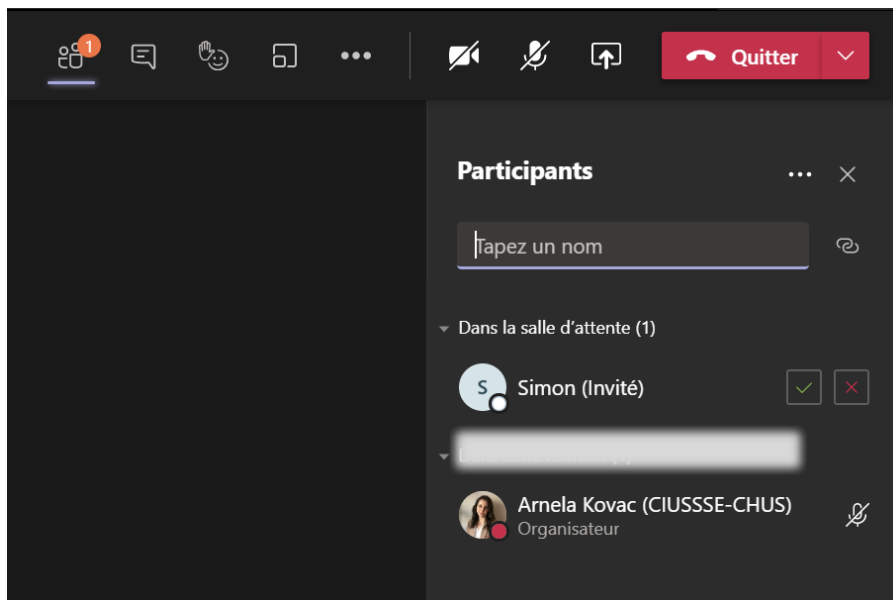 1
Quitter
Participants
Tapez un nom
Dans la salle d'attente (1)
S
Simon (Invité)
Arnela Kovac (CIUSSSE-CHUS)
Organisateur